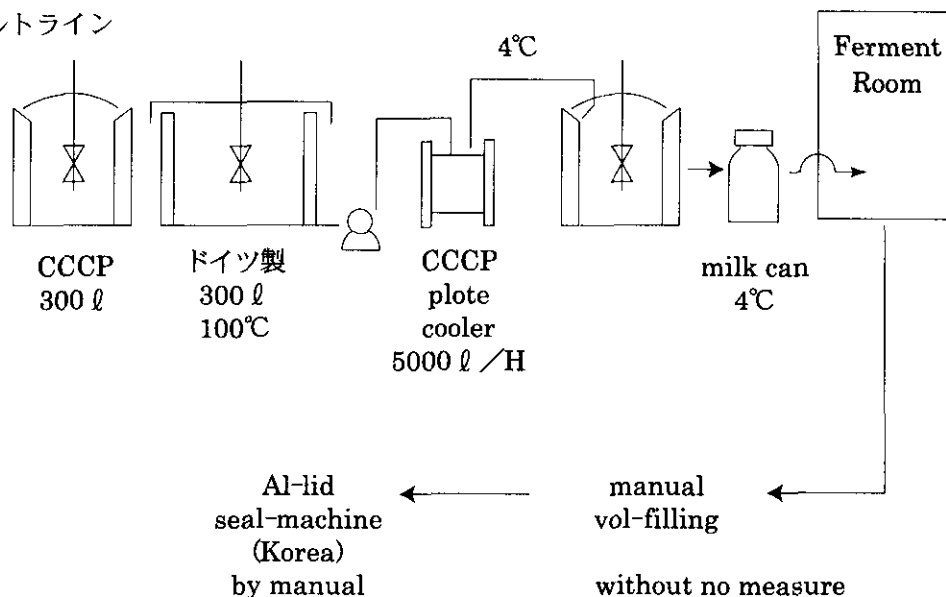 ルトライン
4℃
Ferment
Room
CCCP
300 ℓ
ドイツ製
300 ℓ
100℃
CCCP
plote
cooler
5000 ℓ／H
milk can
4℃
Al-lid
seal-machine
(Korea)
by manual
manual
vol-filling
without no measure